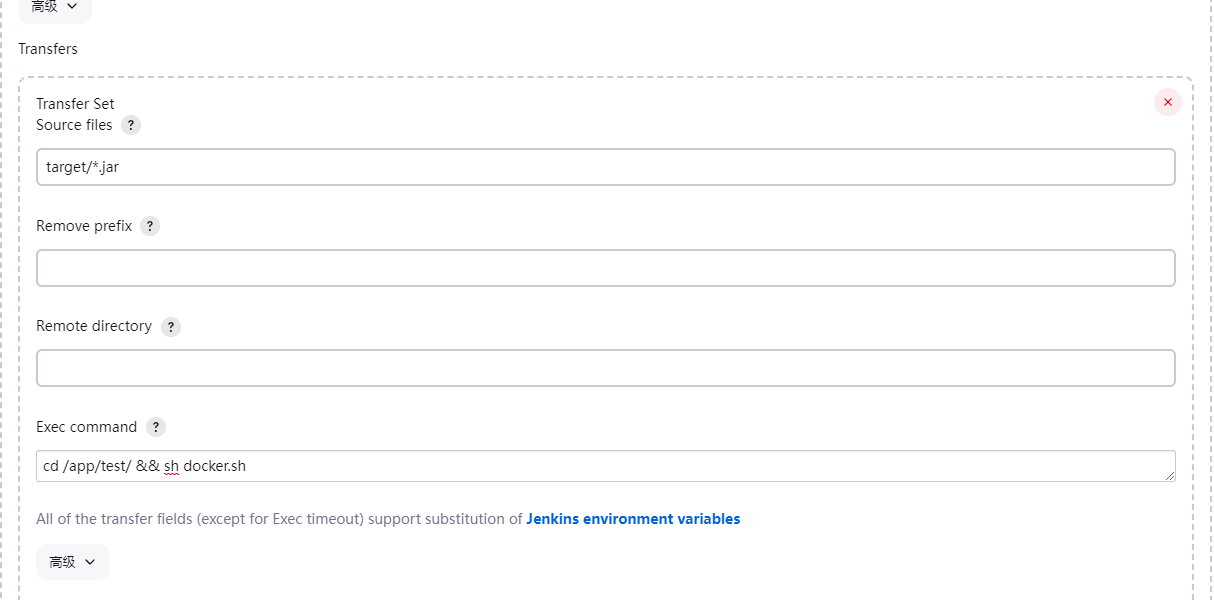 高级
Transfers
Transfer Set
Source files ?
target/*.jar
Remove prefix ?
Remote directory ?
Exec command ?
cd /app/test/ && sh docker.sh
All of the transfer fields (except for Exec timeout) support substitution of Jenkins environment variables
高级